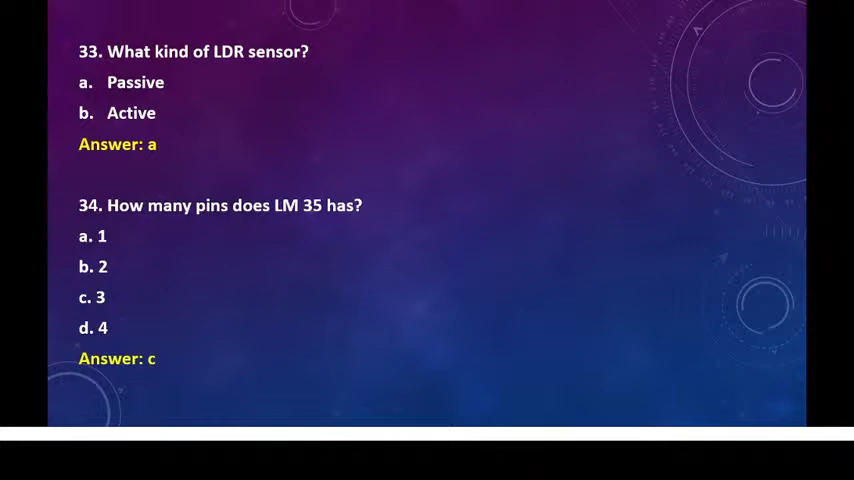 33. What kind of LDR sensor?
a. Passive
b. Active
Answer: a
34. How many pins does LM 35 has?
a. 1
b. 2
c. 3
d. 4
Answer: c